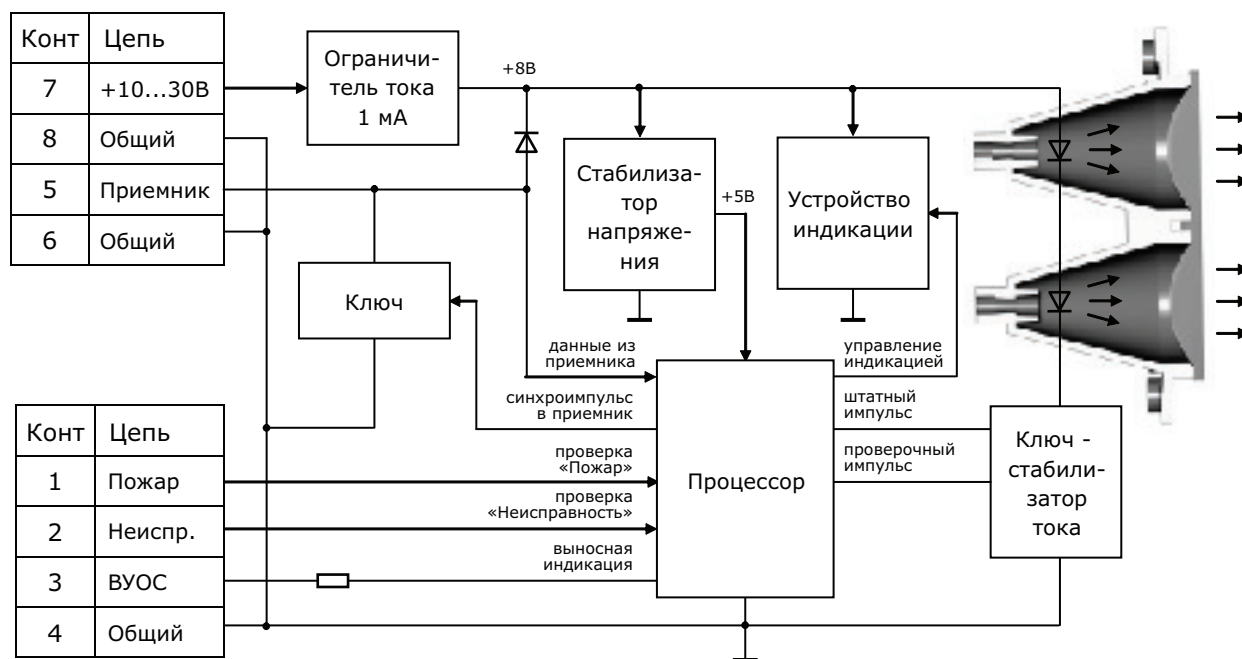 Конт Цепь
7 +10...30В
8 Общий
5 Приемник
6 Общий
Ограничи-
тель тока
1 мА
+8В
Стабилиза-
тор
напряже-
ния
+5В
Устройство
индикации
Ключ
данные из
приемника
синхроимпульс
в приемник
проверка
«Пожар»
проверка
«Неисправность»
выносная
индикация
Процессор
управление
индикацией
штатный
импульс
проверочный
импульс
Ключ -
стабили-
затор
тока
Конт Цепь
1 Пожар
2 Неиспр.
3 ВУОС
4 Общий